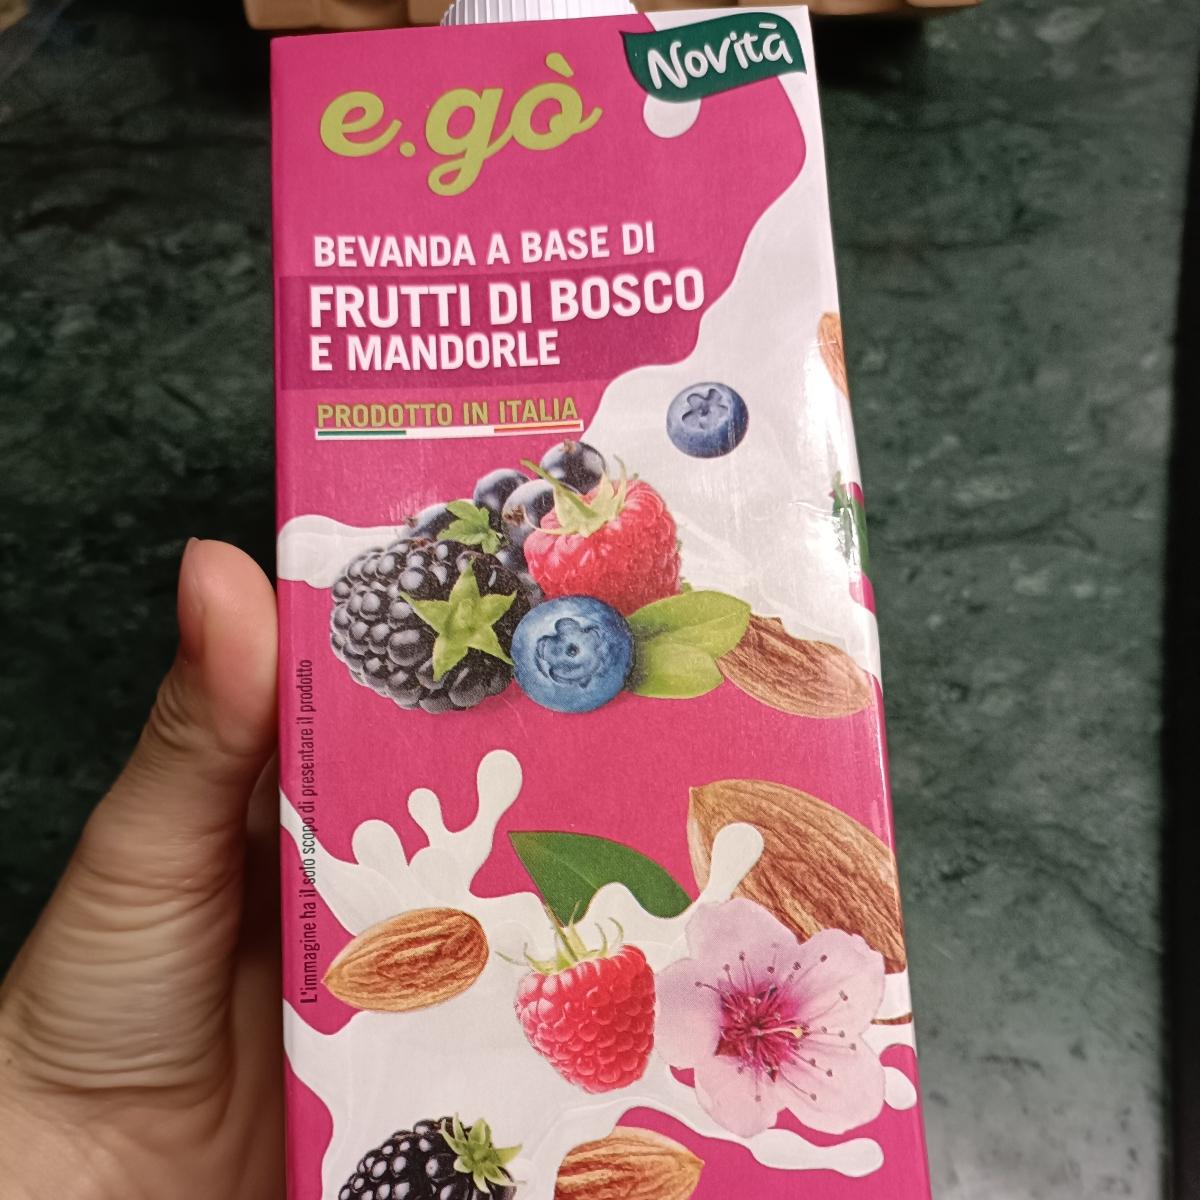 e.gò
Novità
BEVANDA A BASE DI
FRUTTI DI BOSCO
E MANDORLE
PRODOTTO IN ITALIA
L'immagine ha il solo scopo di presentare il prodotto